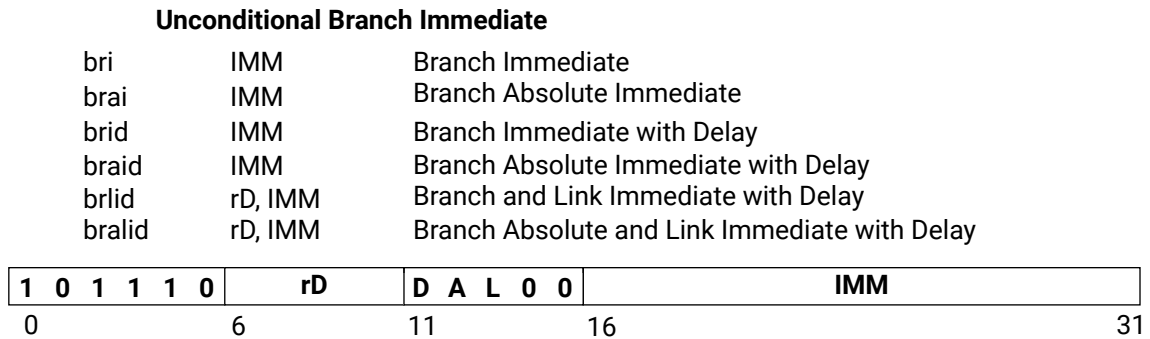 Unconditional Branch Immediate
bri IMM Branch Immediate
brai IMM Branch Absolute Immediate
brid IMM Branch Immediate with Delay
braid IMM Branch Absolute Immediate with Delay
brlid rD, IMM Branch and Link Immediate with Delay
bralid rD, IMM Branch Absolute and Link Immediate with Delay
1 0 1 1 1 0 rD D A L 0 0 IMM
0 6 11 16 31